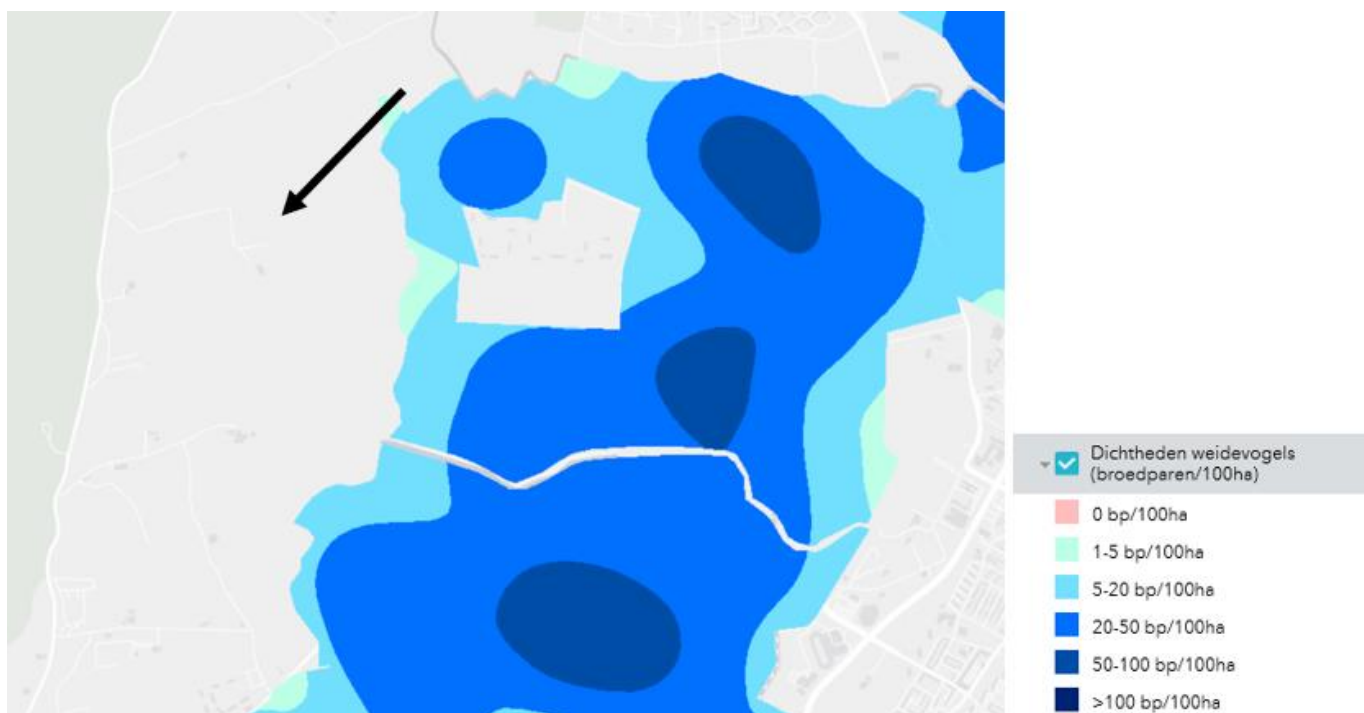 Dichtheden weidevogels
(broedparen/100ha)
0 bp/100ha
1-5 bp/100ha
5-20 bp/100ha
20-50 bp/100ha
50-100 bp/100ha
>100 bp/100ha